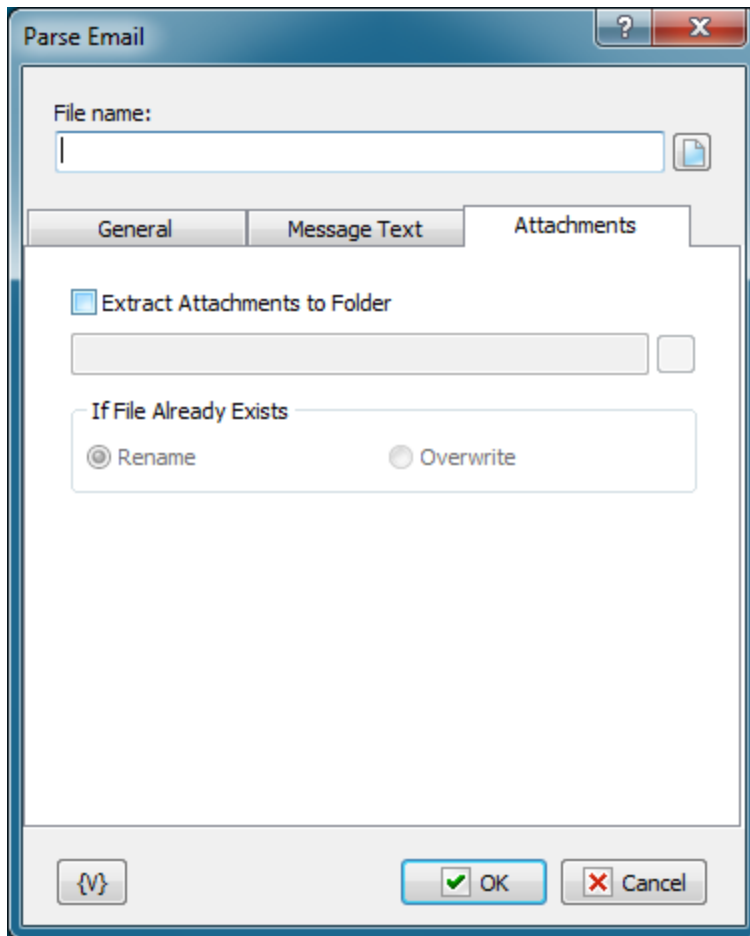 Parse Email
?
File name:
General Message Text Attachments
Extract Attachments to Folder
If File Already Exists
Rename Overwrite
{V} OK Cancel